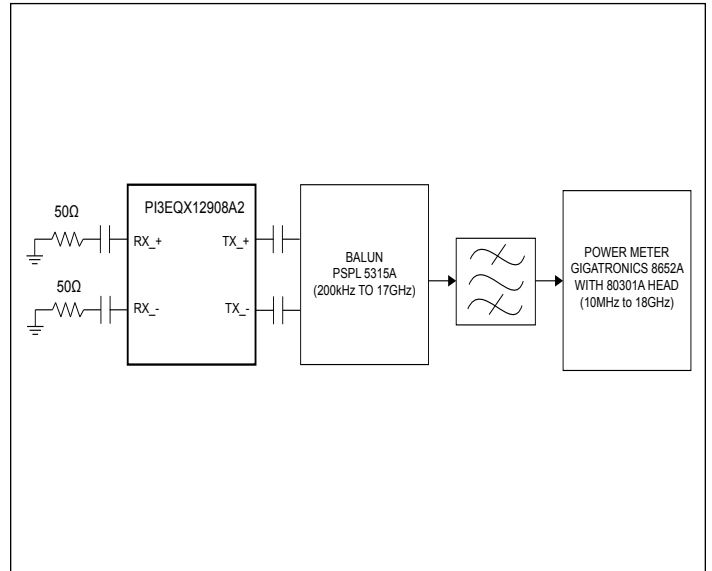 50Ω
50Ω
PI3EQX12908A2
RX_+
TX_+
RX_-
TX_-
BALUN
PSPL 5315A
(200kHz TO 17GHz)
POWER METER
GIGATRONICS 8652A
WITH 80301A HEAD
(10MHz to 18GHz)